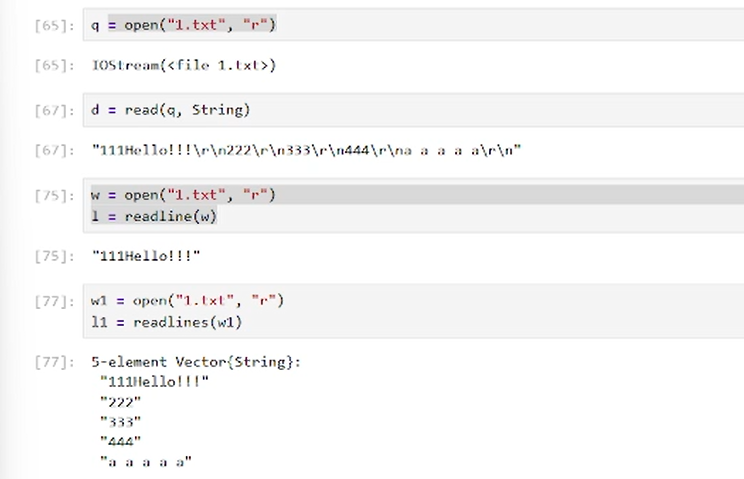 [65]: q = open("1.txt", "r")
[65]: IOStream(<file 1.txt>)
[67]: d = read(q, String)
[67]: "111Hello!!!\r\n222\r\n333\r\n444\r\na a a a a\r\n"
[75]: w = open("1.txt", "r")
l = readline(w)
[75]: "111Hello!!!"
[77]: w1 = open("1.txt", "r")
l1 = readlines(w1)
[77]: 5-element Vector{String}:
"111Hello!!!"
"222"
"333"
"444"
"a a a a a"